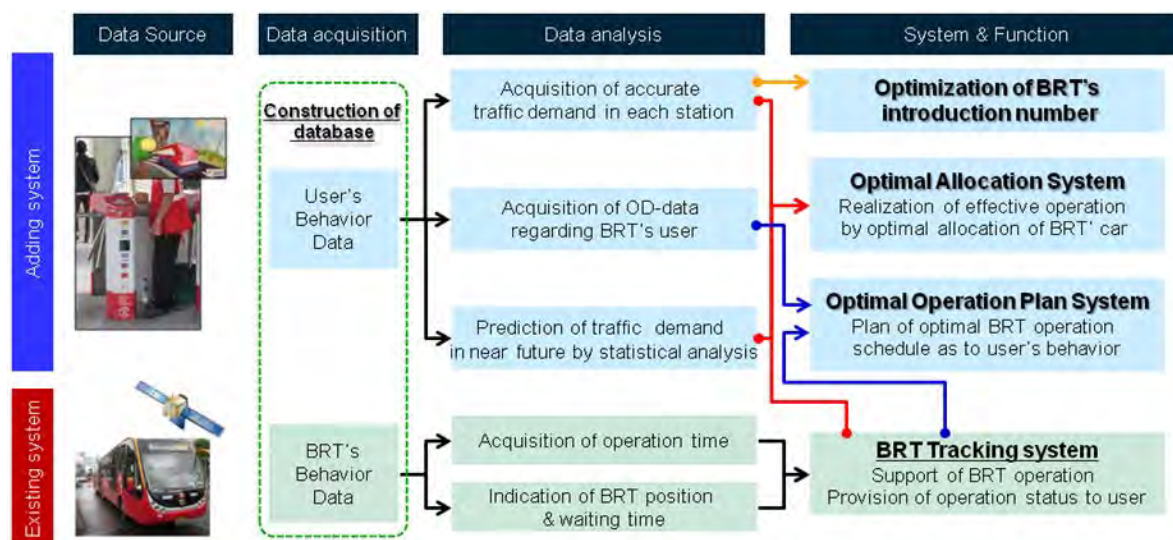 Data Source
Data acquisition
Data analysis
System & Function
Adding system
Construction of
database
User's
Behavior
Data
Acquisition of accurate
traffic demand in each station
Acquisition of OD-data
regarding BRT's user
Prediction of traffic demand
in near future by statistical analysis
Optimization of BRT's
introduction number
Optimal Allocation System
Realization of effective operation
by optimal allocation of BRT' car
Optimal Operation Plan System
Plan of optimal BRT operation
schedule as to user's behavior
Existing system
BRT's
Behavior
Data
Acquisition of operation time
Indication of BRT position
& waiting time
BRT Tracking system
Support of BRT operation
Provision of operation status to user